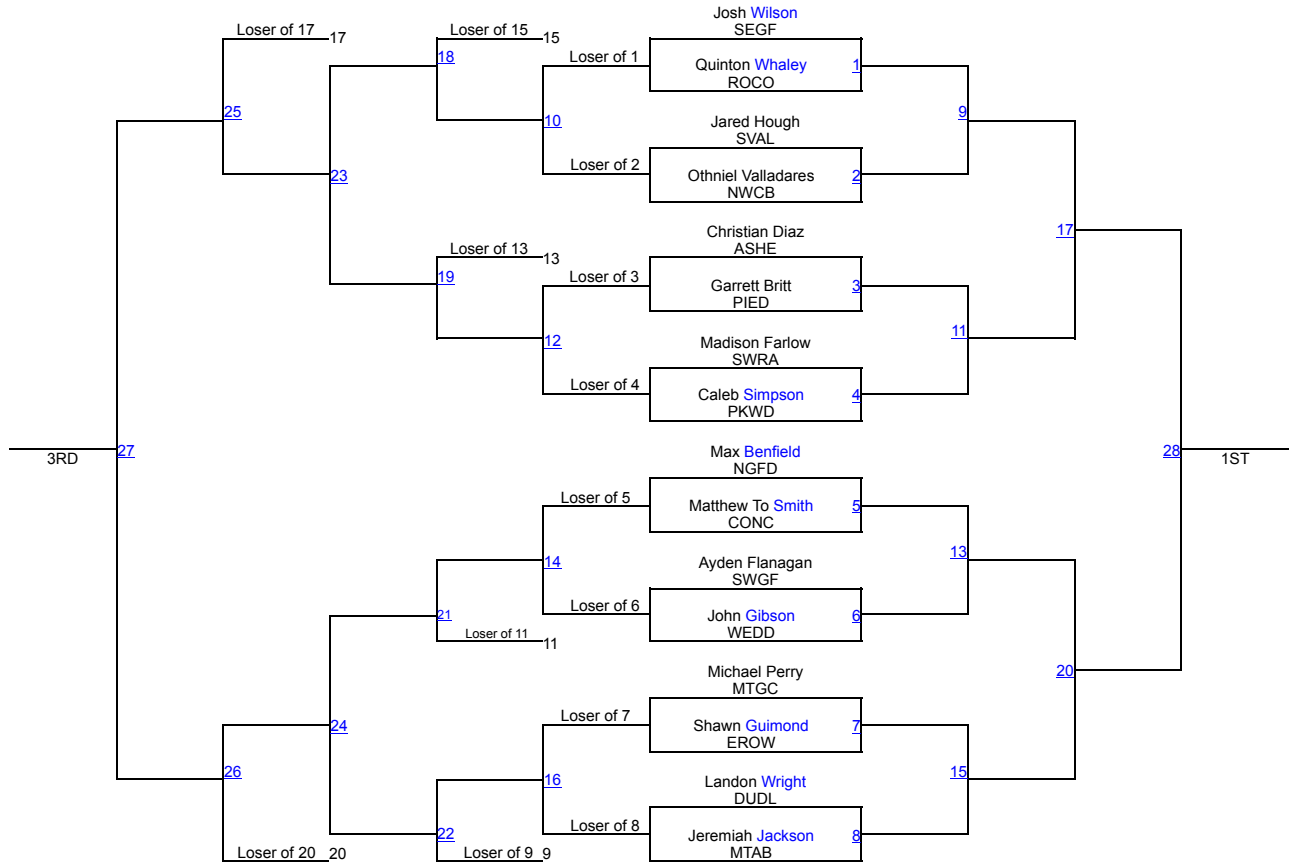 Josh Wilson
Loser of 17 17
Loser of 15 15
SEGF
18
Loser of 1
Quinton Whaley 1
ROCO
25
10
9
Jared Hough
SVAL
Loser of 2
23
Othniel Valladares 2
NWCB
Christian Diaz
17
Loser of 13 13
ASHE
19
Loser of 3
Garrett Britt 3
PIED
12
11
Madison Farlow
SWRA
Loser of 4
Caleb Simpson 4
PKWD
3RD
27
Max Benfield
28
1ST
NGFD
Loser of 5
Matthew To Smith 5
CONC
14
13
Ayden Flanagan
SWGF
Loser of 6
21
John Gibson 6
WEDD
Loser of 11 11
Michael Perry
20
MTGC
Loser of 7
24
Shawn Guimond 7
EROW
26
16
15
Landon Wright
DUDL
Loser of 8
22
Jeremiah Jackson 8
MTAB
Loser of 20 20
Loser of 9 9